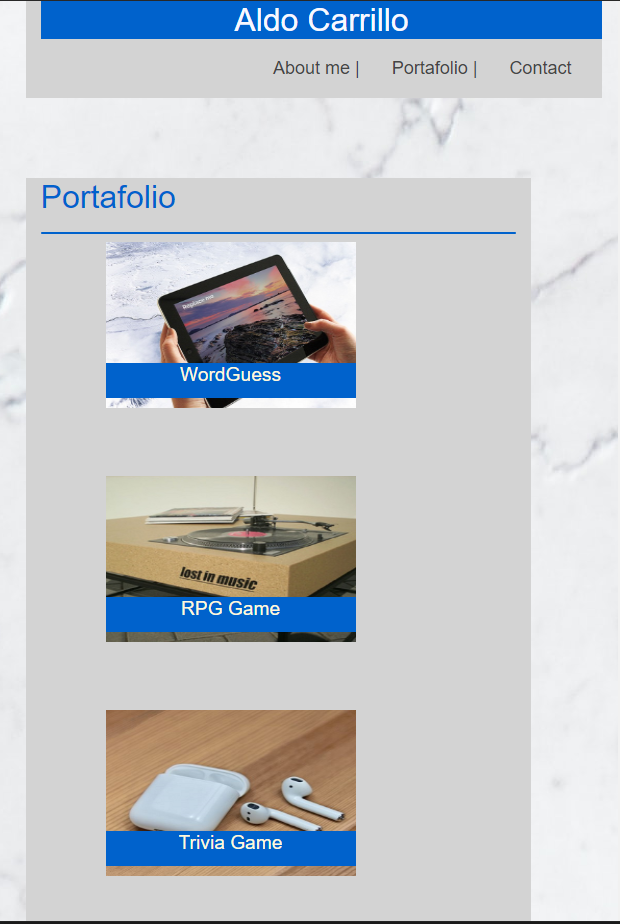 Aldo Carrillo
About me | Portafolio | Contact
Portafolio
Replace me
WordGuess
lost in music
RPG Game
Trivia Game